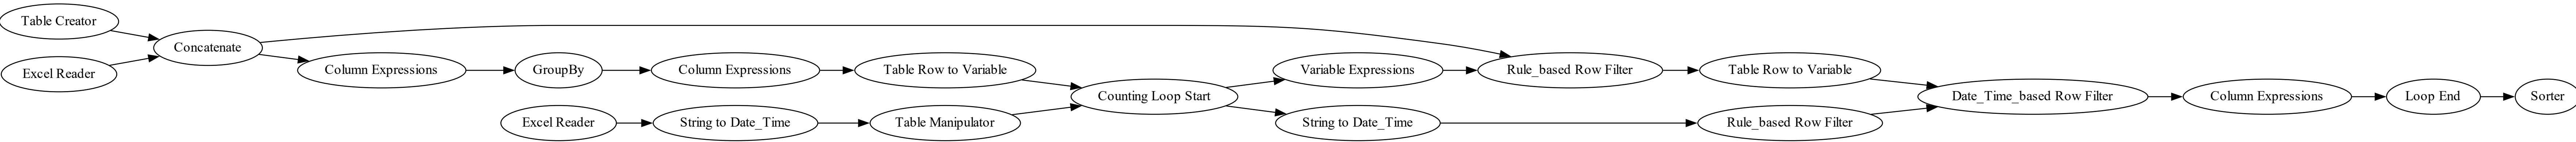 Table Creator
Excel Reader
Concatenate
Column Expressions
GroupBy
Column Expressions
Table Row to Variable
Excel Reader
String to Date_Time
Table Manipulator
Counting Loop Start
Variable Expressions
String to Date_Time
Rule_based Row Filter
Table Row to Variable
Rule_based Row Filter
Date_Time_based Row Filter
Column Expressions
Loop End
Sorter